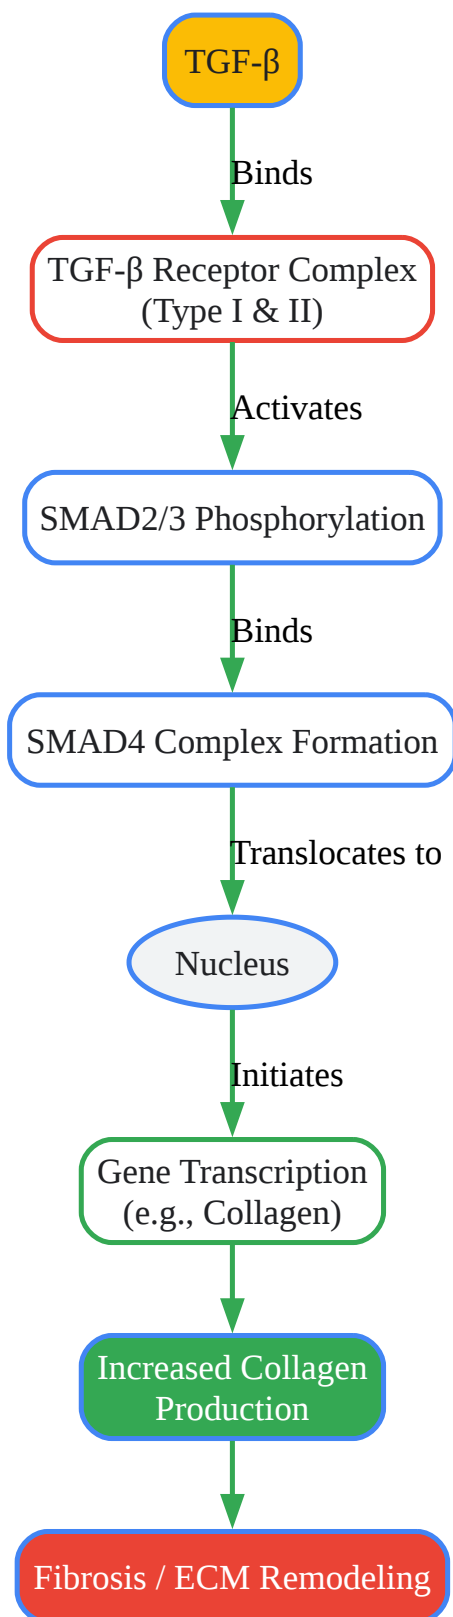 TGF-β
Binds
TGF-β Receptor Complex
(Type I & II)
Activates
SMAD2/3 Phosphorylation
Binds
SMAD4 Complex Formation
Translocates to
Nucleus
Initiates
Gene Transcription
(e.g., Collagen)
Increased Collagen
Production
Fibrosis / ECM Remodeling